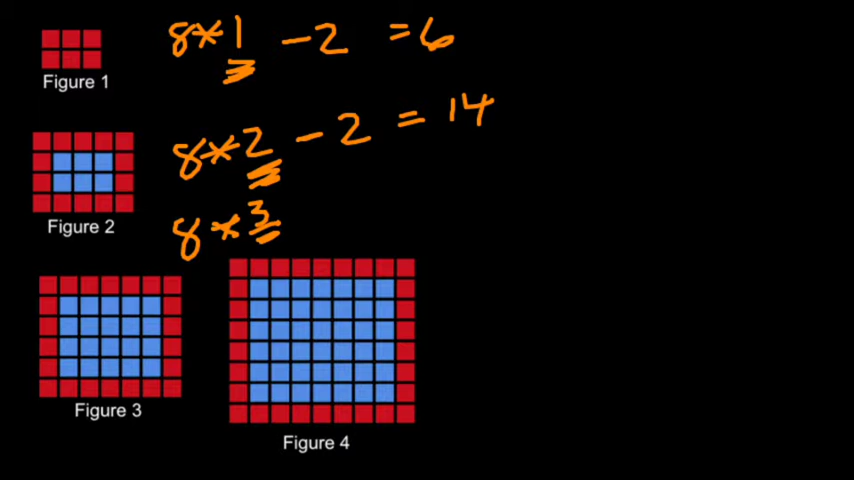 8*1 -2 =6
Figure 1
8*2 -2 =14
Figure 2
8*3
Figure 3
Figure 4